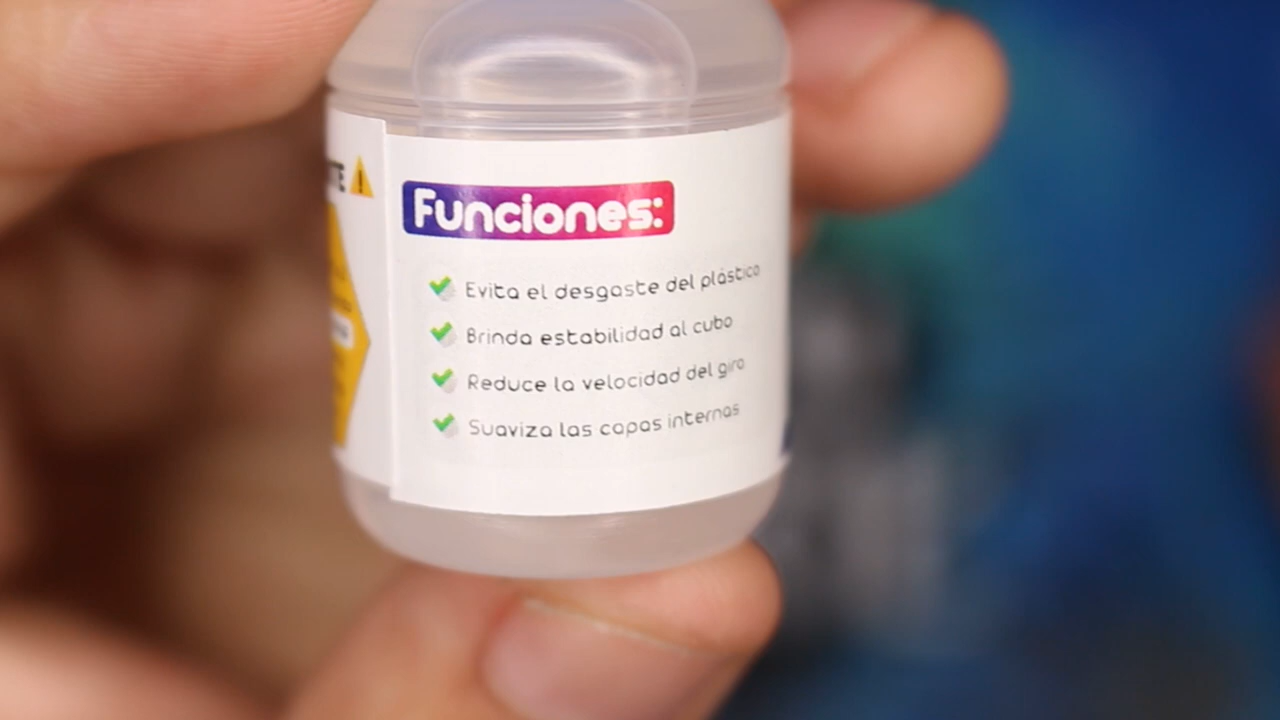 Funciones:
Evita el desgaste del plástico
Brinda estabilidad al cubo
Reduce la velocidad del giro
Suaviza las capas internas